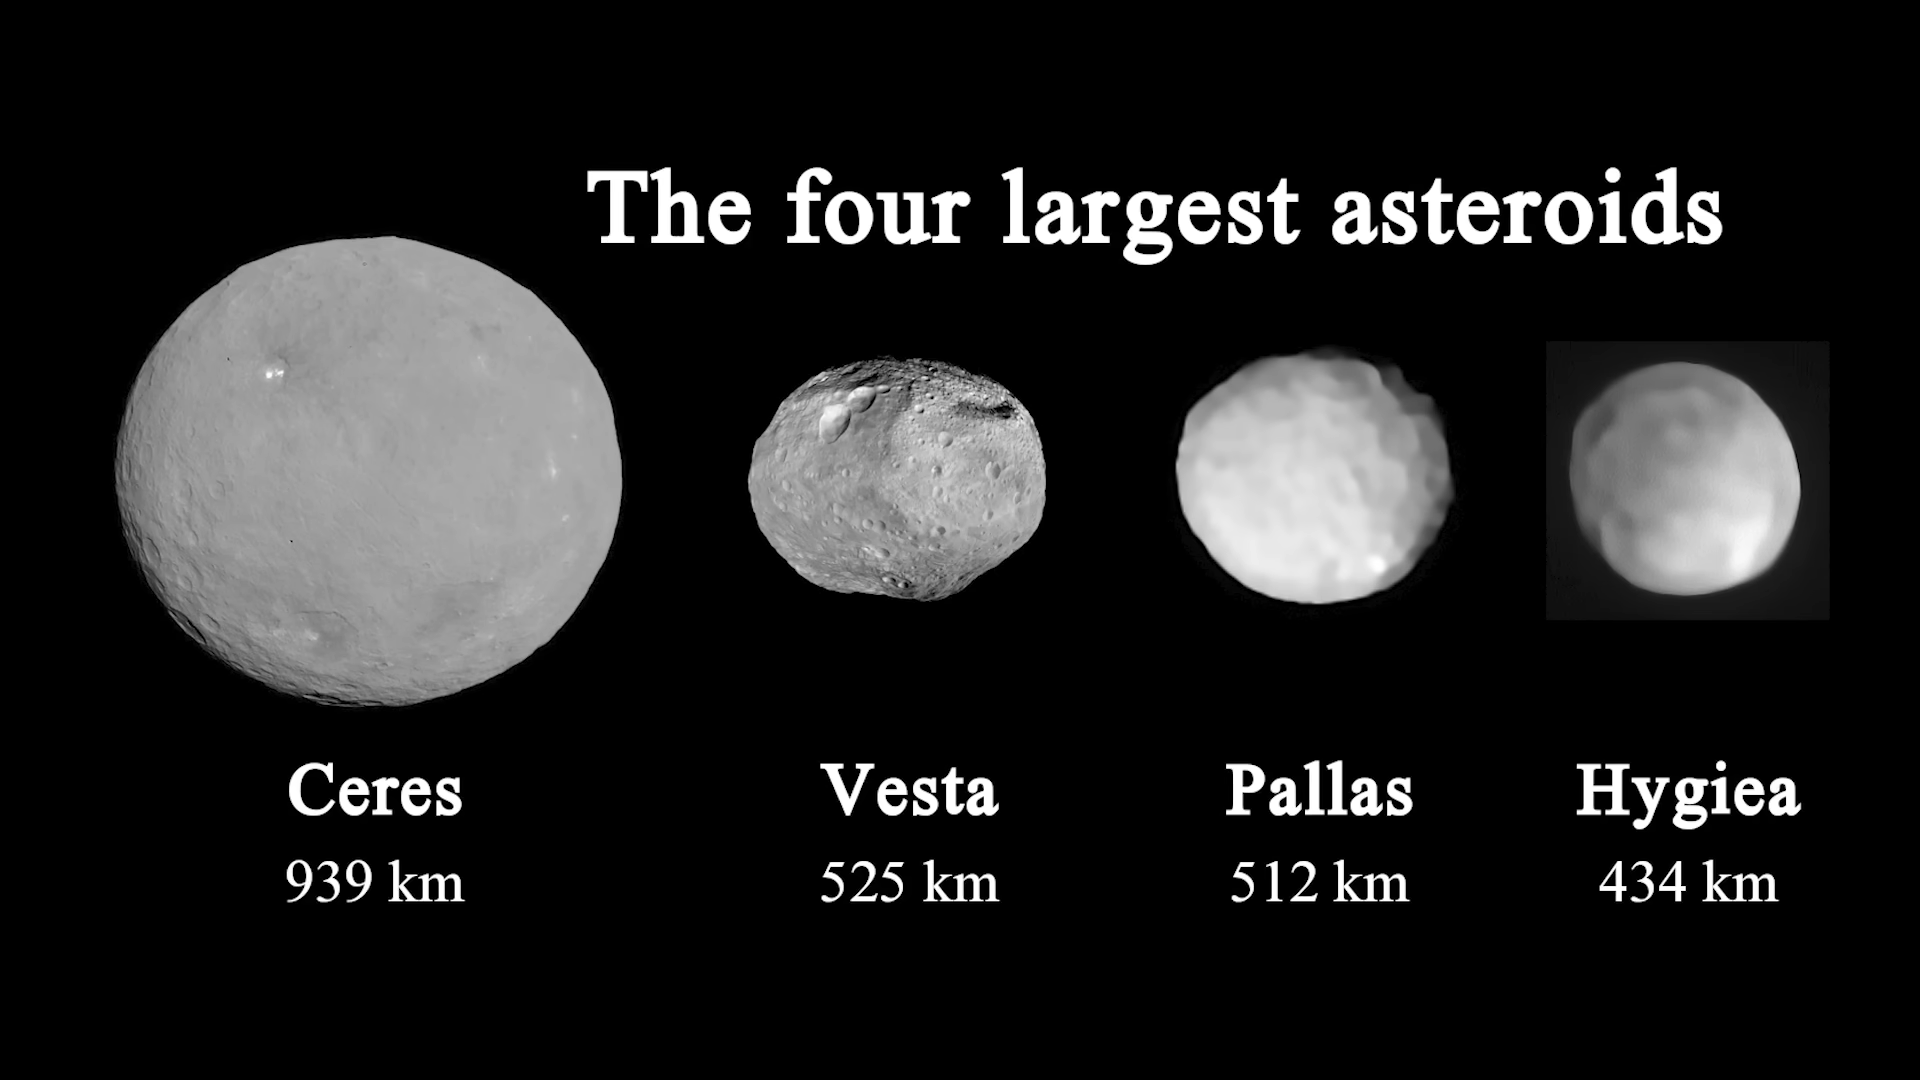 The four largest asteroids
Ceres
Vesta
Pallas
Hygiea
939 km
525 km
512 km
434 km